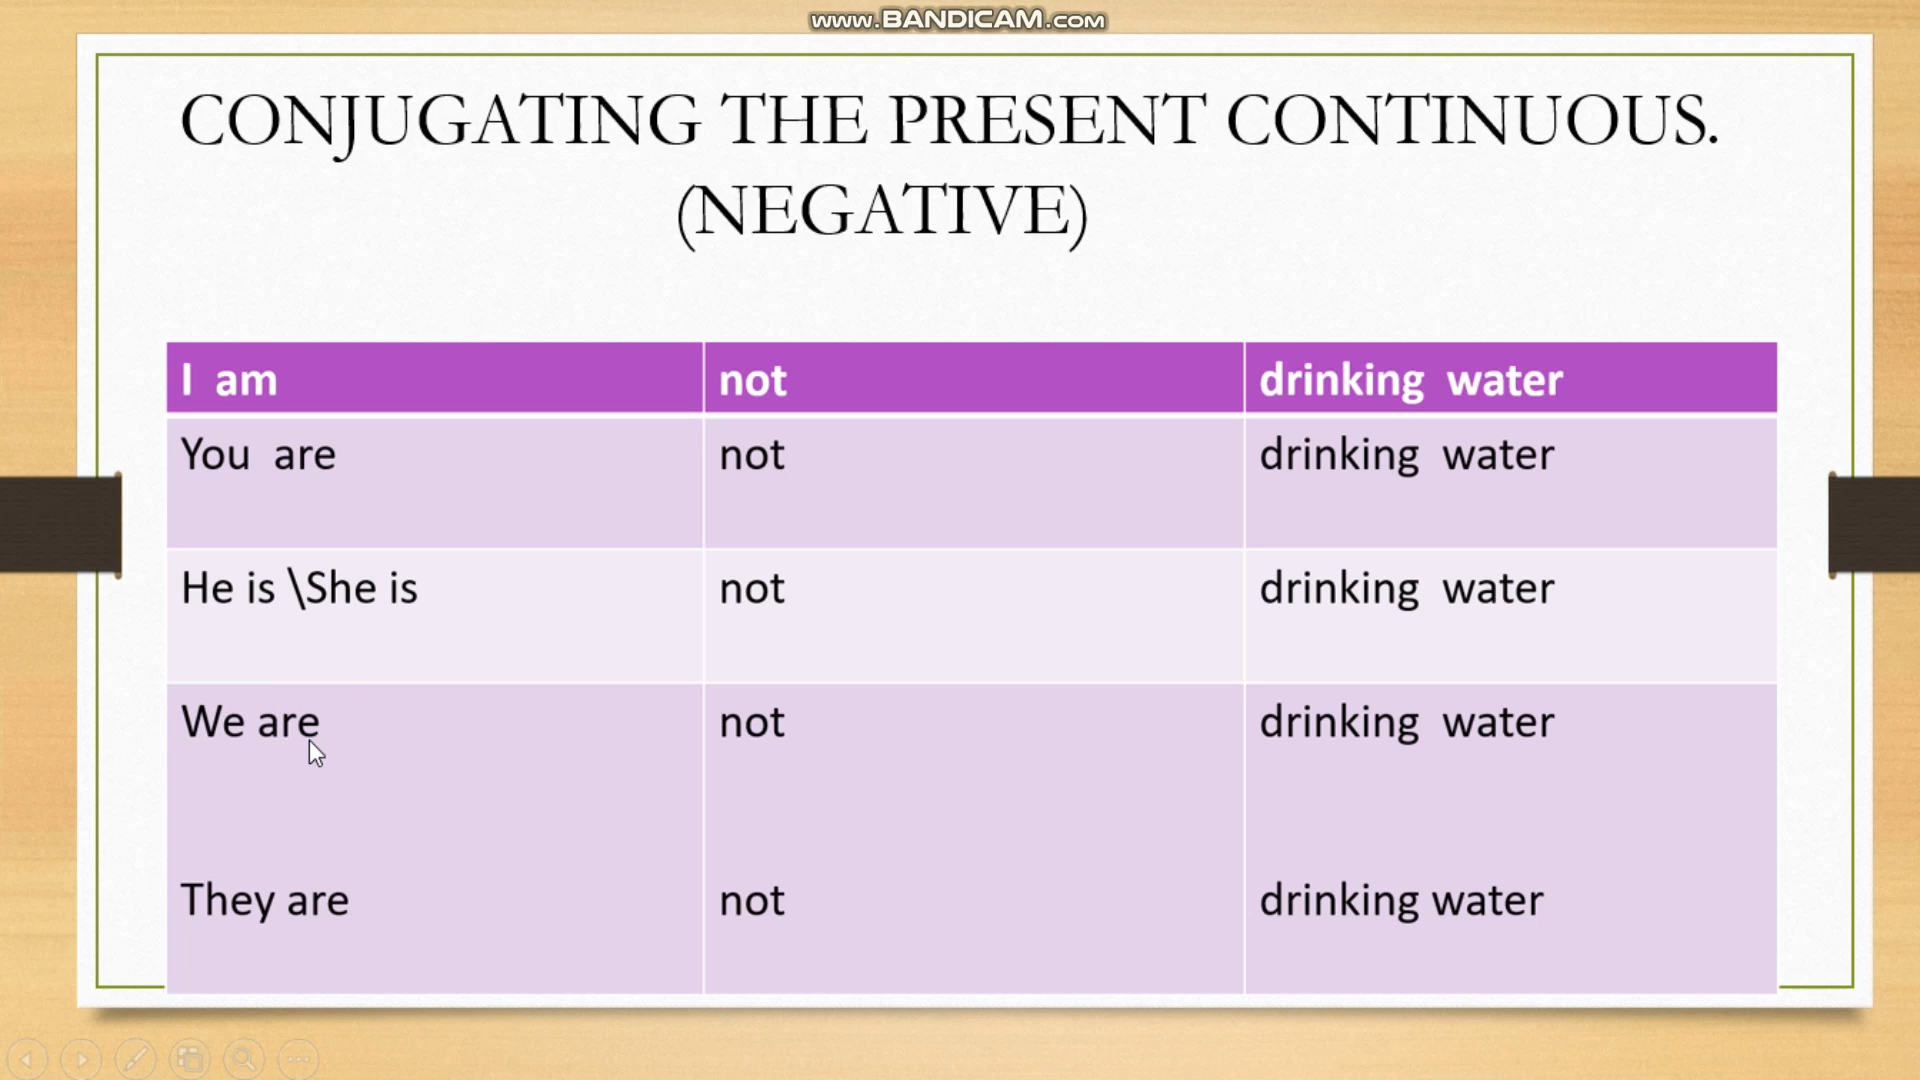 www.BANDICAM.com
CONJUGATING THE PRESENT CONTINUOUS.
(NEGATIVE)
I am not drinking water
You are not drinking water
He is \She is not drinking water
We are not drinking water
They are not drinking water